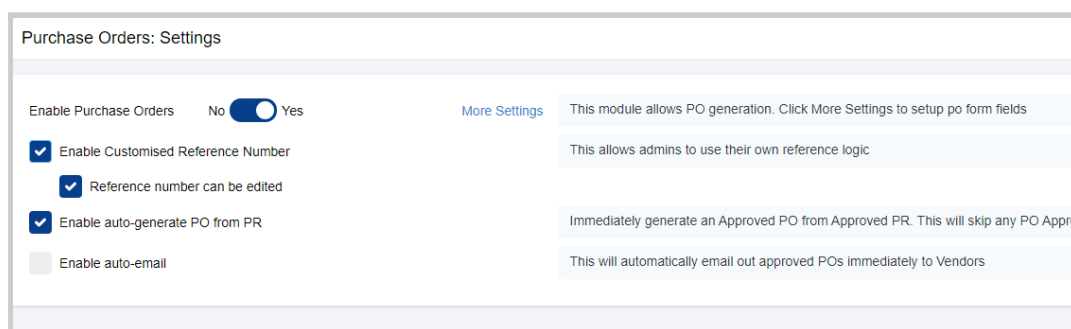 Purchase Orders: Settings
Enable Purchase Orders No Yes More Settings This module allows PO generation. Click More Settings to setup po form fields
Enable Customised Reference Number This allows admins to use their own reference logic
Reference number can be edited
Enable auto-generate PO from PR Immediately generate an Approved PO from Approved PR. This will skip any PO Appr
Enable auto-email This will automatically email out approved POs immediately to Vendors